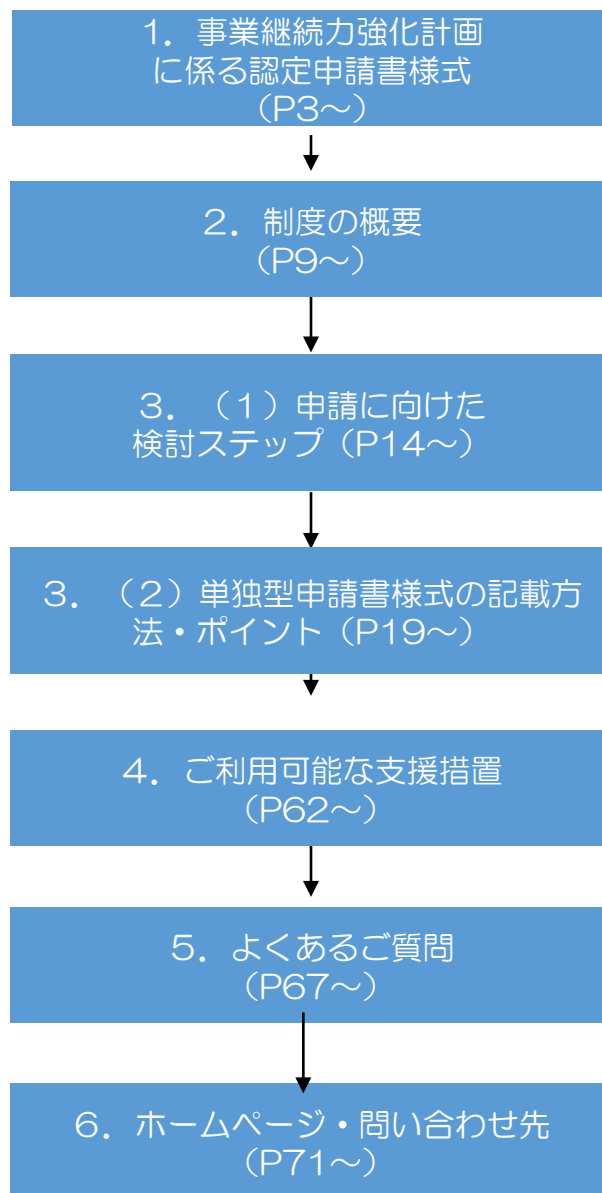 １．事業継続力強化計画
に係る認定申請書様式
（P3～）
２．制度の概要
（P9～）
３．（１）申請に向けた
検討ステップ（P14～）
３．（２）単独型申請書様式の記載方
法・ポイント（P19～）
４．ご利用可能な支援措置
（P62～）
５．よくあるご質問
（P67～）
６．ホームページ・問い合わせ先
（P71～）